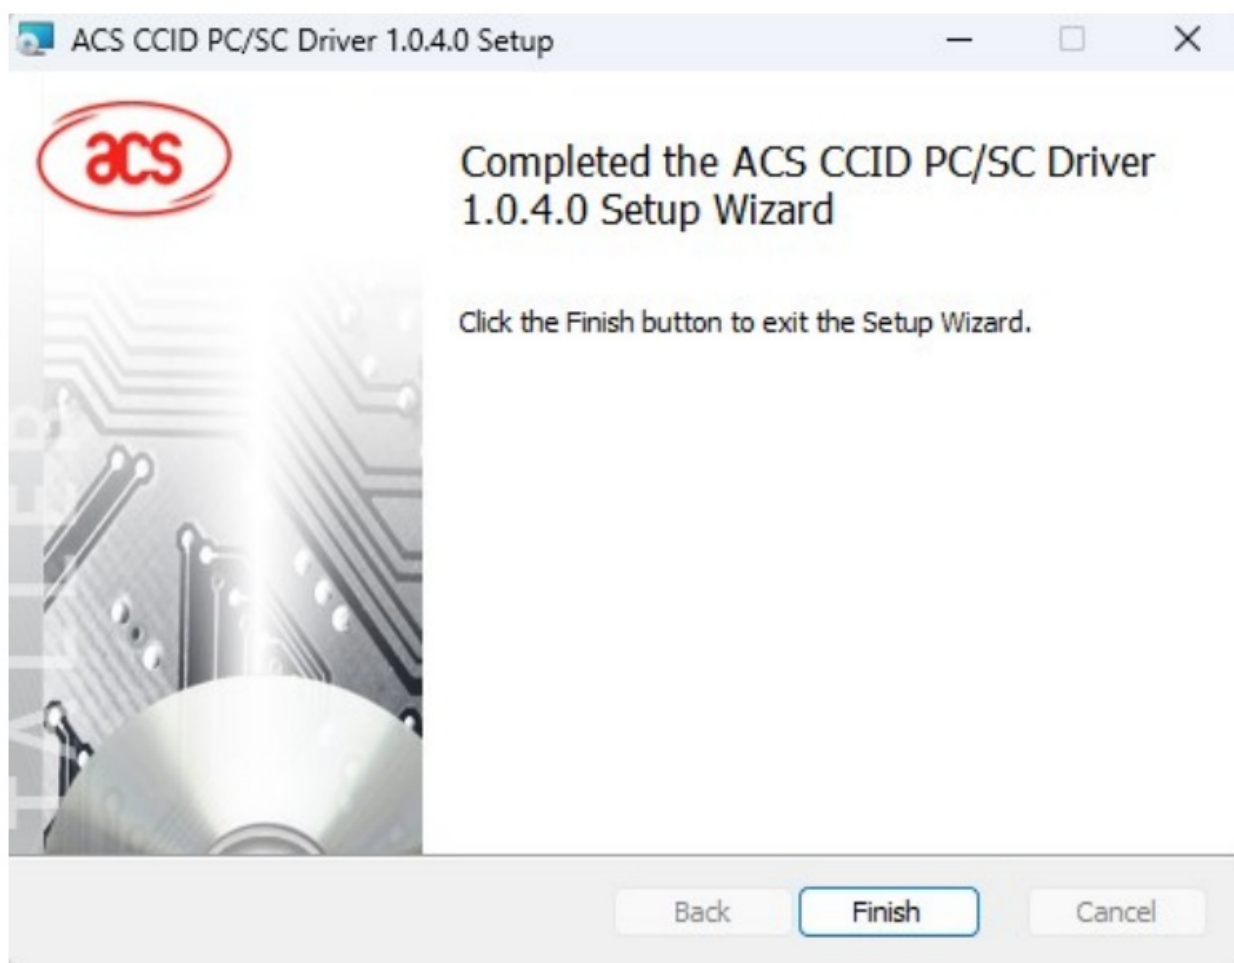 ACS CCID PC/SC Driver 1.0.4.0 Setup
acs
Completed the ACS CCID PC/SC Driver
1.0.4.0 Setup Wizard
Click the Finish button to exit the Setup Wizard.
Back
Finish
Cancel